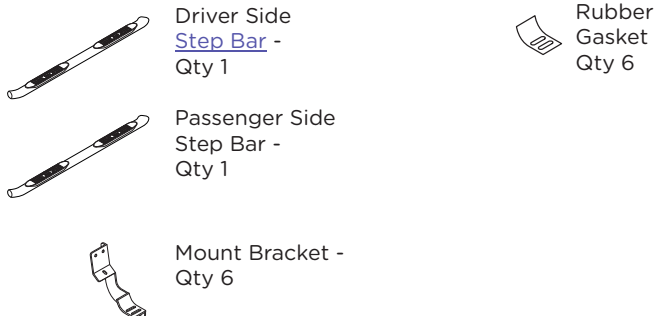 Driver Side
Step Bar -
Qty 1
Passenger Side
Step Bar -
Qty 1
Mount Bracket -
Qty 6
Rubber
Gasket
Qty 6